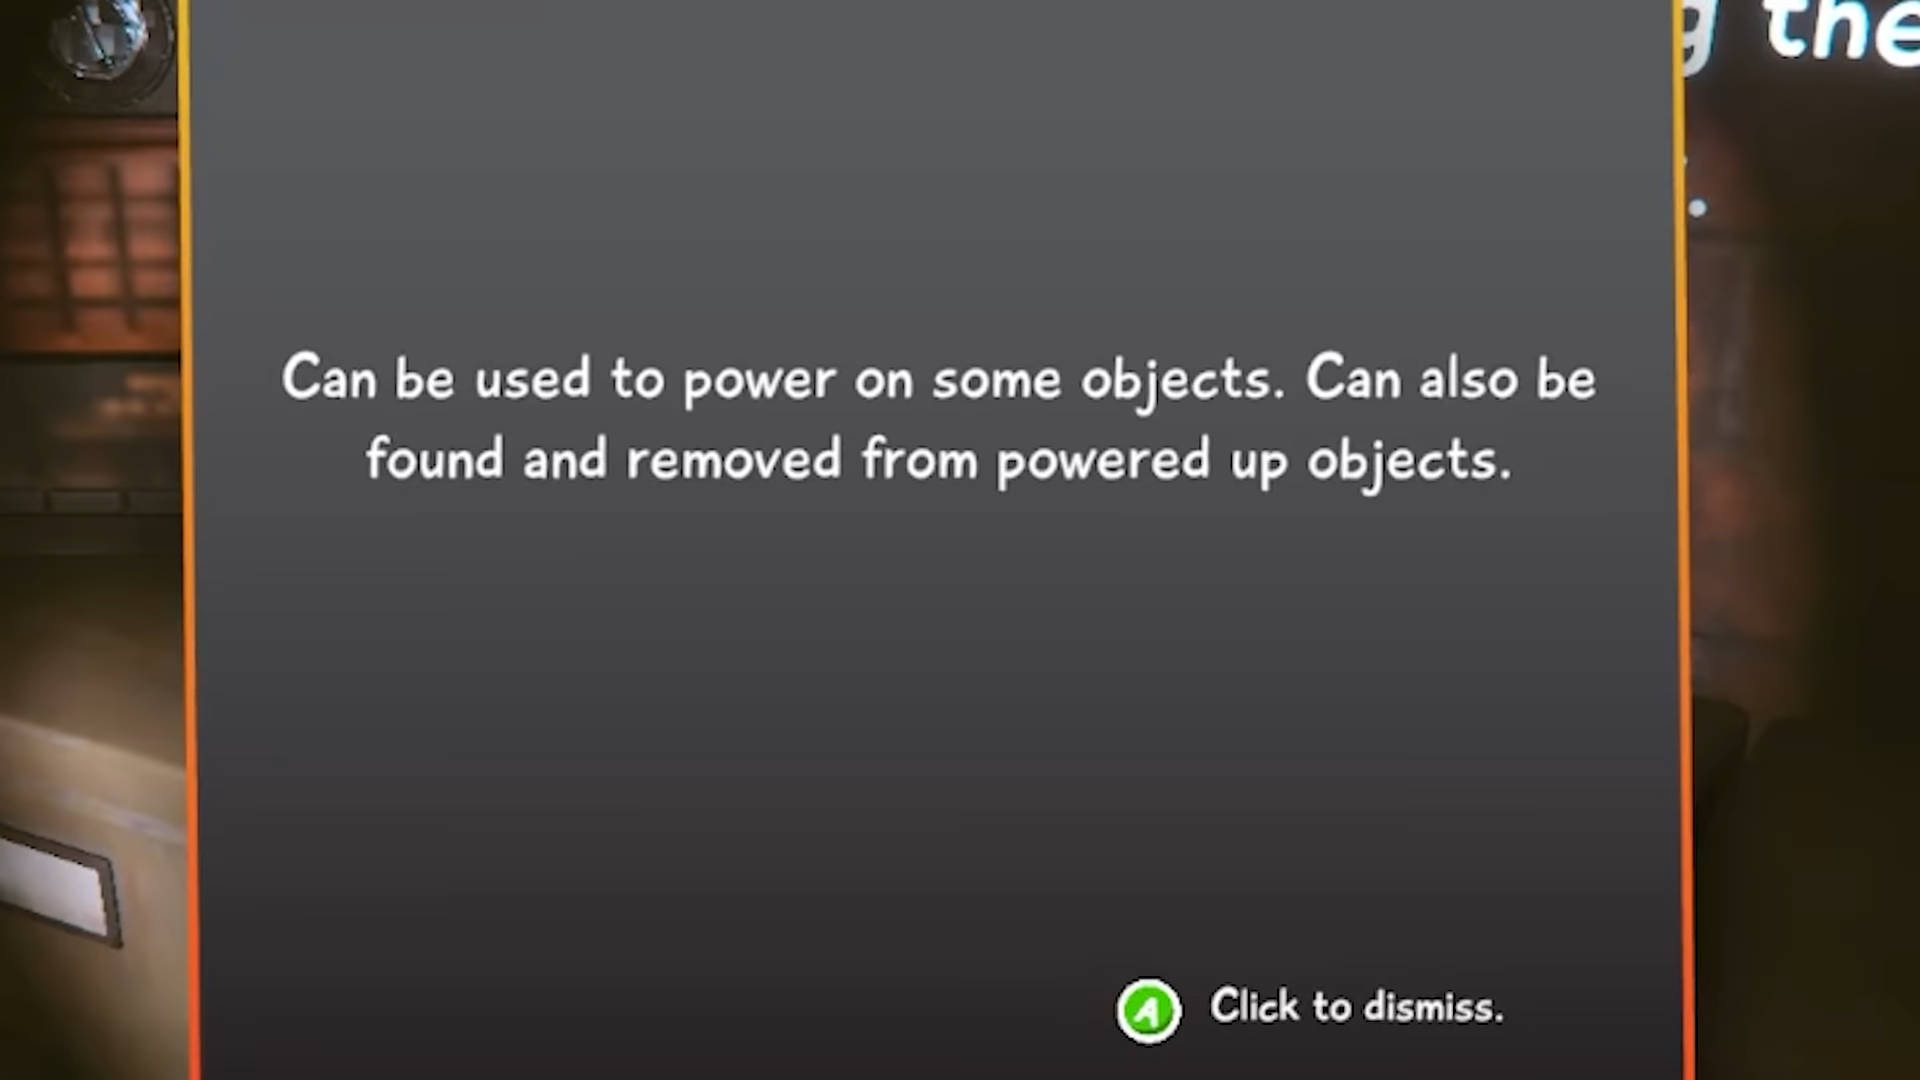 the
Can be used to power on some objects. Can also be
found and removed from powered up objects.
A Click to dismiss.